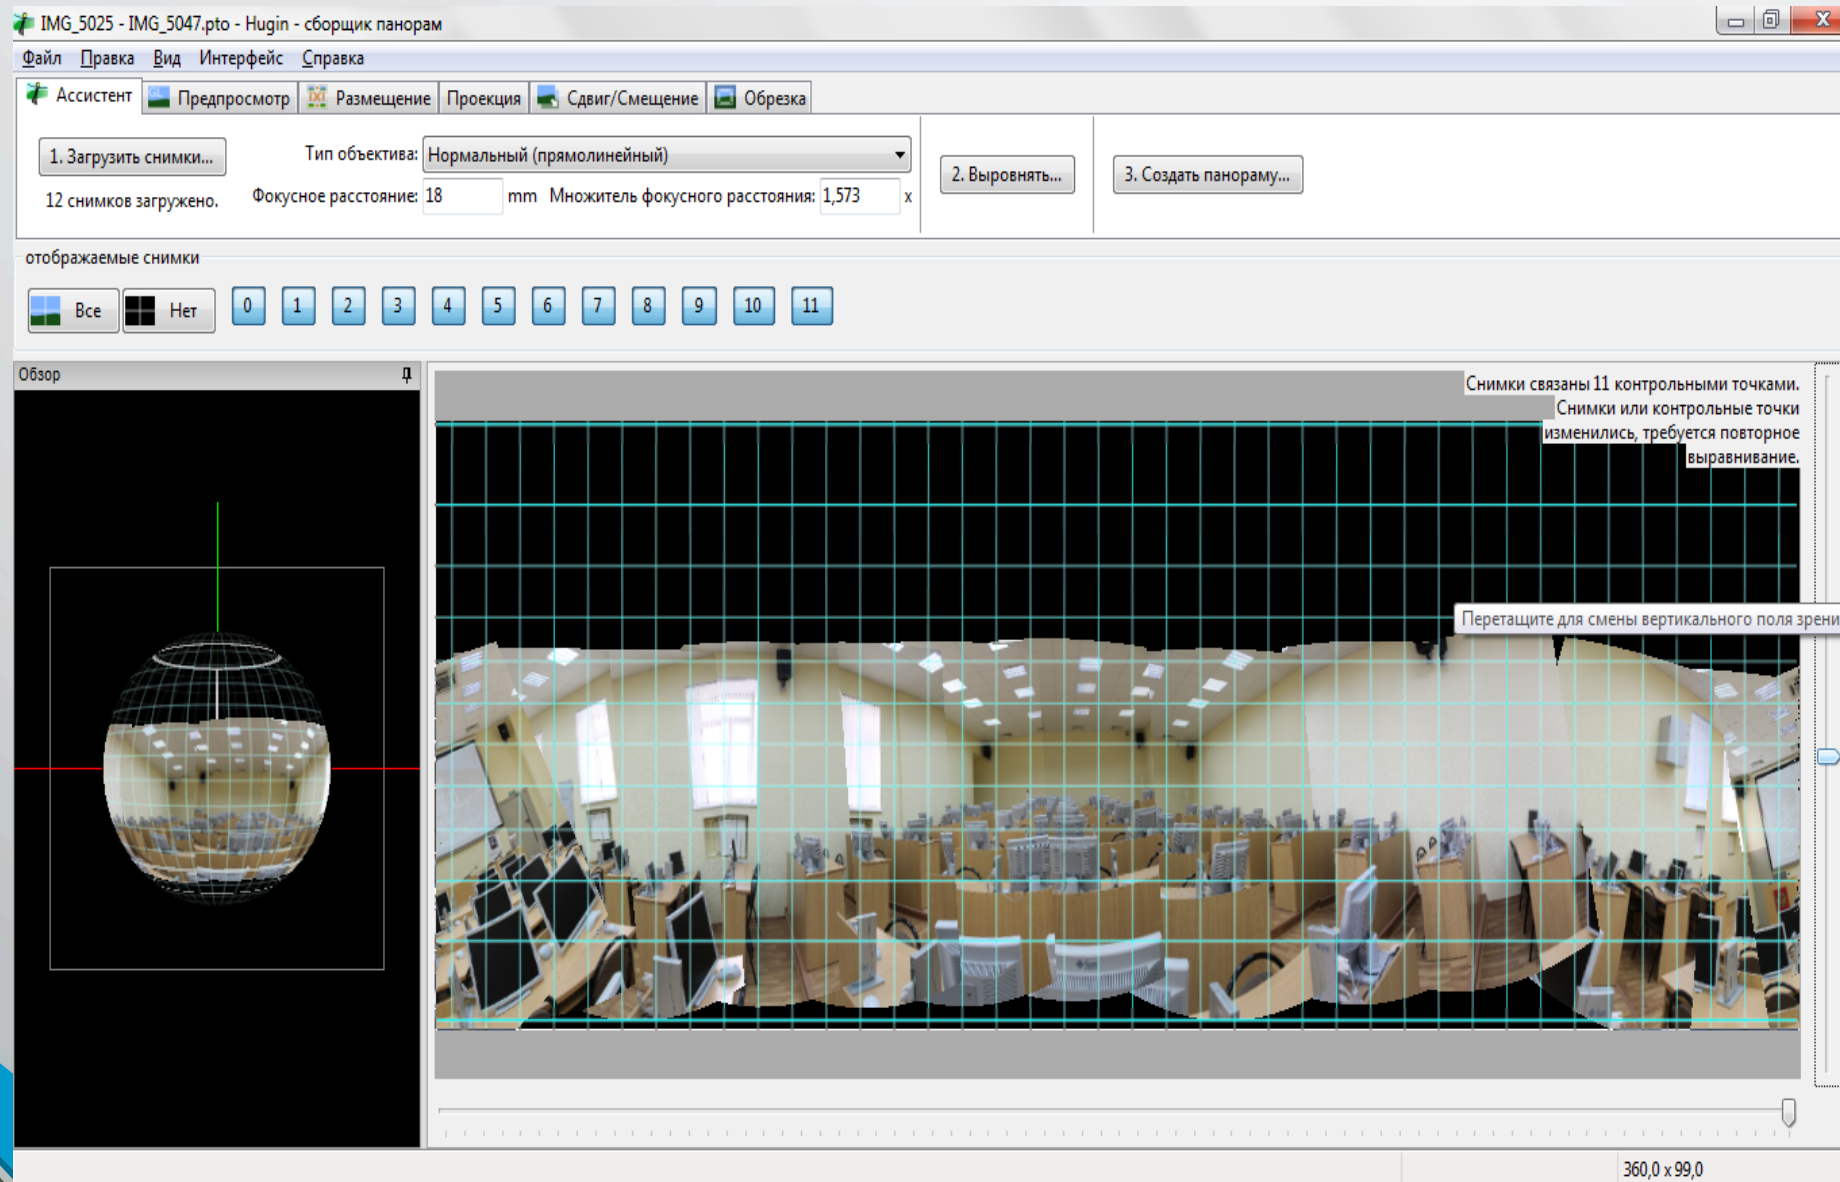 IMG_5025 - IMG_5047.pto - Hugin - сборщик панорам
Файл Правка Вид Интерфейс Справка
Ассистент Предпросмотр Размещение Проекция Сдвиг/Смещение Обрезка
1. Загрузить снимки... Тип объектива: Нормальный (прямолинейный) 2. Выровнять... 3. Создать панораму...
12 снимков загружено. Фокусное расстояние: 18 mm Множитель фокусного расстояния: 1,573 x
отображаемые снимки
Все Нет 0 1 2 3 4 5 6 7 8 9 10 11
Обзор
Снимки связаны 11 контрольными точками.
Снимки или контрольные точки
изменились, требуется повторное
выравнивание.
Перетащите для смены вертикального поля зрени
360,0 x 99,0